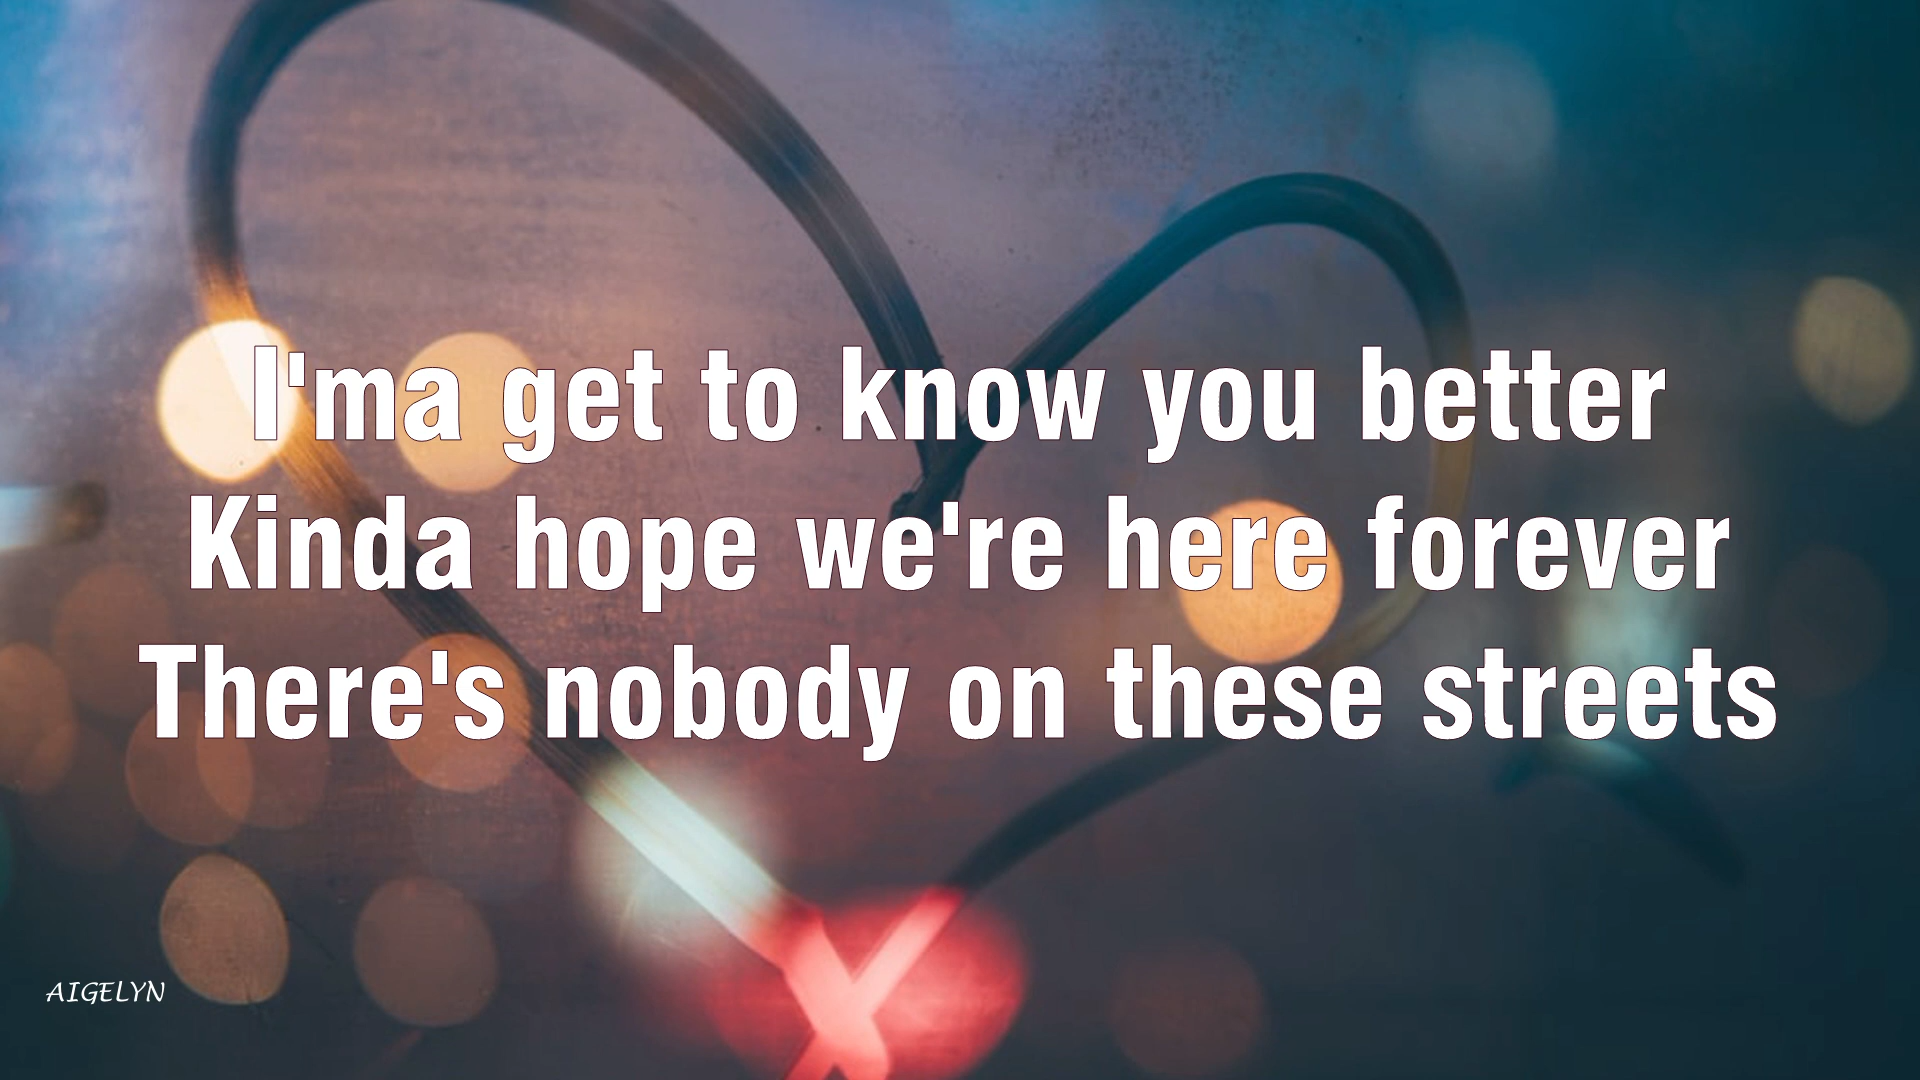 I'ma get to know you better
Kinda hope we're here forever
There's nobody on these streets
AIGELYN